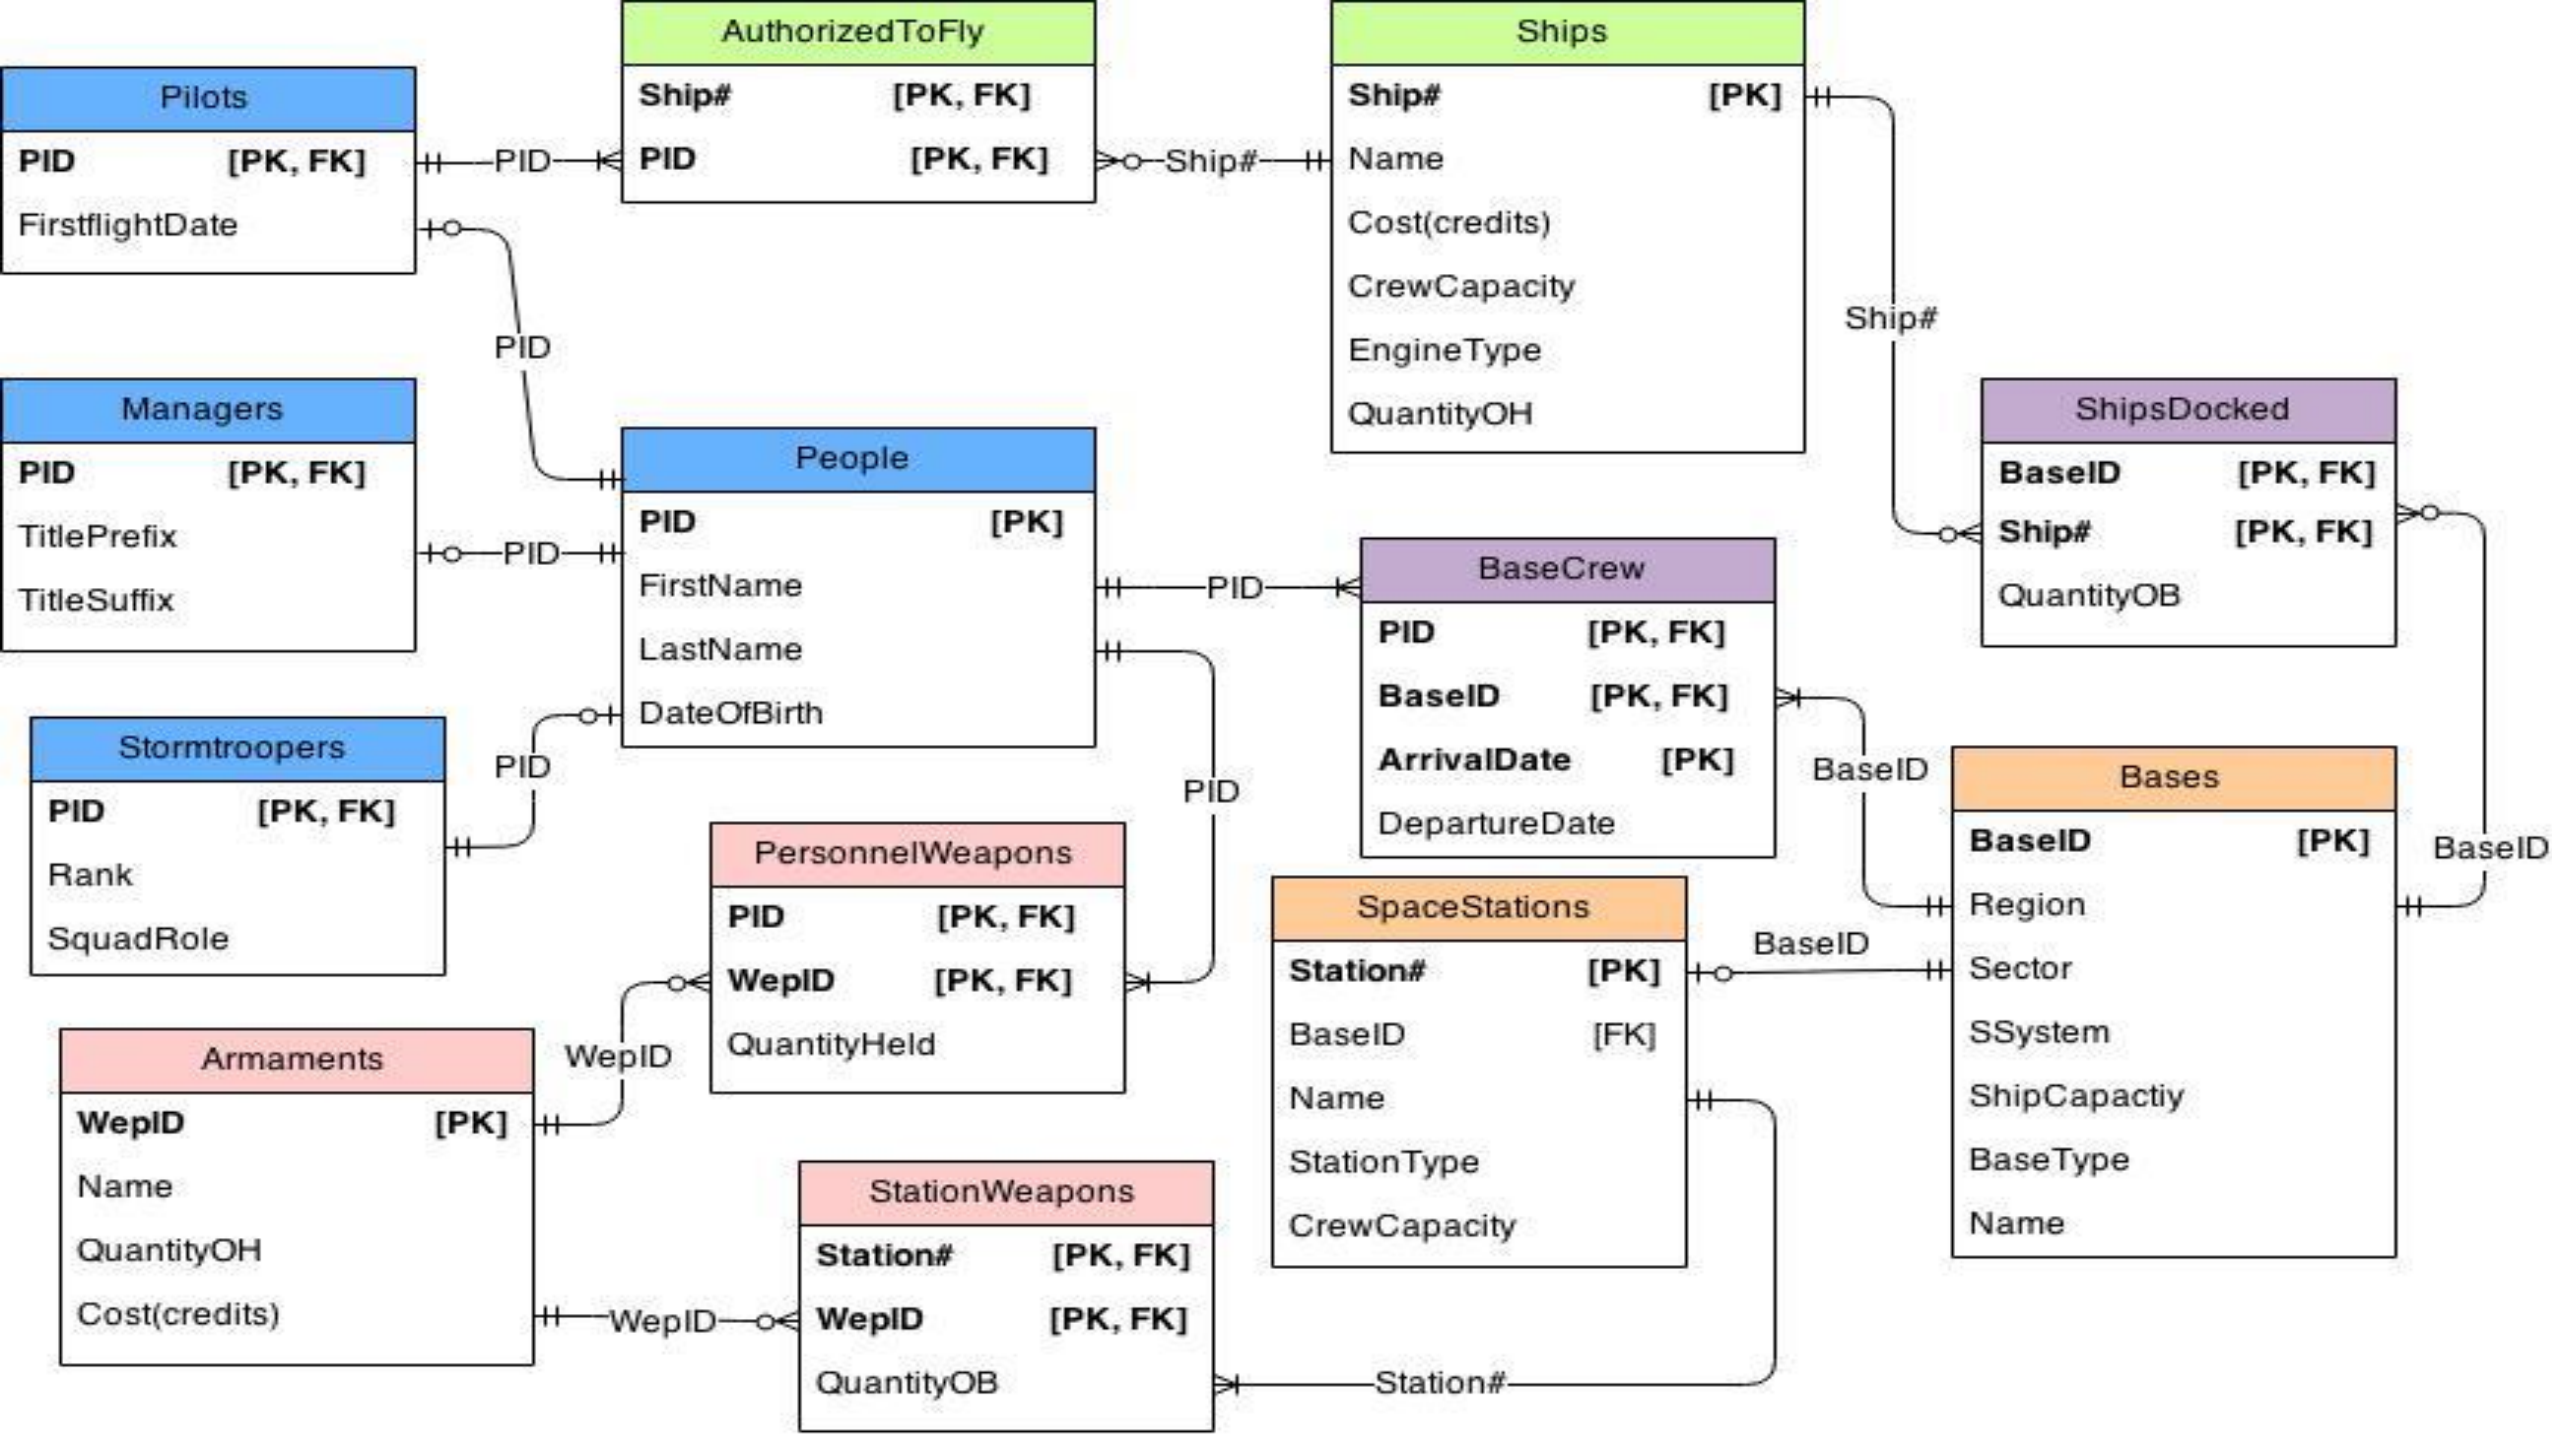 AuthorizedToFly
Ship# [PK, FK]
PID [PK, FK]
Ships
Ship# [PK]
Name
Cost(credits)
CrewCapacity
EngineType
QuantityOH
Pilots
PID [PK, FK]
FirstflightDate
PID
Ship#
PID
Ship#
Managers
PID [PK, FK]
TitlePrefix
TitleSuffix
PID
People
PID [PK]
FirstName
LastName
DateOfBirth
PID
PID
ShipsDocked
BaseID [PK, FK]
Ship# [PK, FK]
QuantityOB
BaseCrew
PID [PK, FK]
BaseID [PK, FK]
ArrivalDate [PK]
DepartureDate
BaseID
BaseID
Stormtroopers
PID [PK, FK]
Rank
SquadRole
PID
PersonnelWeapons
PID [PK, FK]
WepID [PK, FK]
QuantityHeld
WepID
SpaceStations
Station# [PK]
BaseID [FK]
Name
StationType
CrewCapacity
BaseID
Bases
BaseID [PK]
Region
Sector
SSystem
ShipCapactiy
BaseType
Name
Armaments
WepID [PK]
Name
QuantityOH
Cost(credits)
WepID
StationWeapons
Station# [PK, FK]
WepID [PK, FK]
QuantityOB
Station#